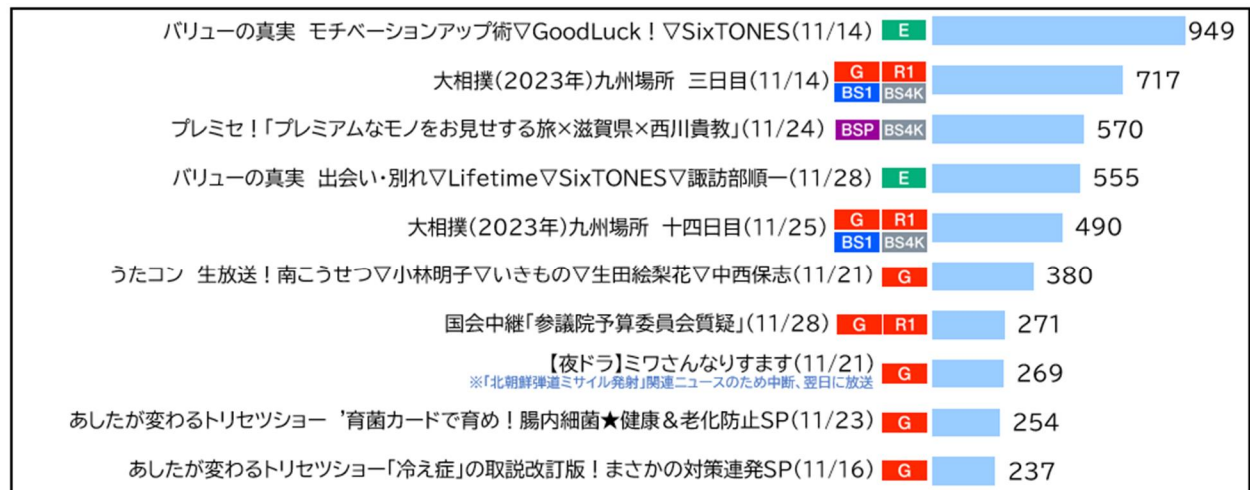 バリューの真実 モチベーションアップ術▽GoodLuck!▽SixTONES(11/14) E 949
大相撲(2023年)九州場所 三日目(11/14) G R1 BS1 BS4K 717
プレミセ!「プレミアムなモノをお見せする旅×滋賀県×西川貴教」(11/24) BSP BS4K 570
バリューの真実 出会い・別れ▽Lifetime▽SixTONES▽諏訪部順一(11/28) E 555
大相撲(2023年)九州場所 十四日目(11/25) G R1 BS1 BS4K 490
うたコン 生放送!南こうせつ▽小林明子▽いきもの▽生田絵梨花▽中西保志(11/21) G 380
国会中継「参議院予算委員会質疑」(11/28) G R1 271
【夜ドラ】ミワさんなりすます(11/21) G 269
※「北朝鮮弾道ミサイル発射」関連ニュースのため中断、翌日に放送
あしたが変わるトリセツショー '育菌カードで育め!腸内細菌★健康&老化防止SP(11/23) G 254
あしたが変わるトリセツショー「冷え症」の取説改訂版!まさかの対策連発SP(11/16) G 237